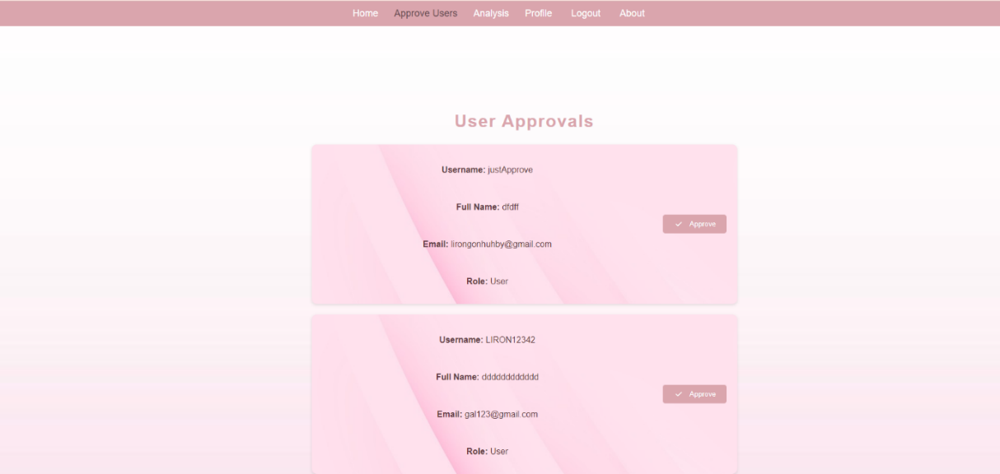 Home Approve Users Analysis Profile Logout About
User Approvals
Username: justApprove
Full Name: dfdff
Email: lirongonhuhby@gmail.com
Role: User
Approve
Username: LIRON12342
Full Name: dddddddddddd
Email: gal123@gmail.com
Role: User
Approve